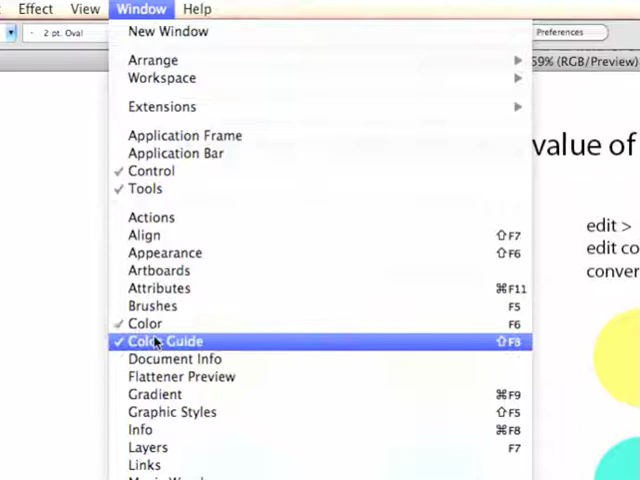 Effect View Window Help
2 pt. Oval
Preferences
59% (RGB/Preview)
New Window
Arrange
Workspace
Extensions
Application Frame
Application Bar
✓ Control
✓ Tools
Actions
Align ⇧F7
Appearance ⇧F6
Artboards
Attributes ⌘F11
Brushes F5
✓ Color F6
✓ Color Guide ⇧F3
Document Info
Flattener Preview
Gradient ⌘F9
Graphic Styles ⇧F5
Info ⌘F8
Layers F7
Links
value of
edit >
edit co
conver